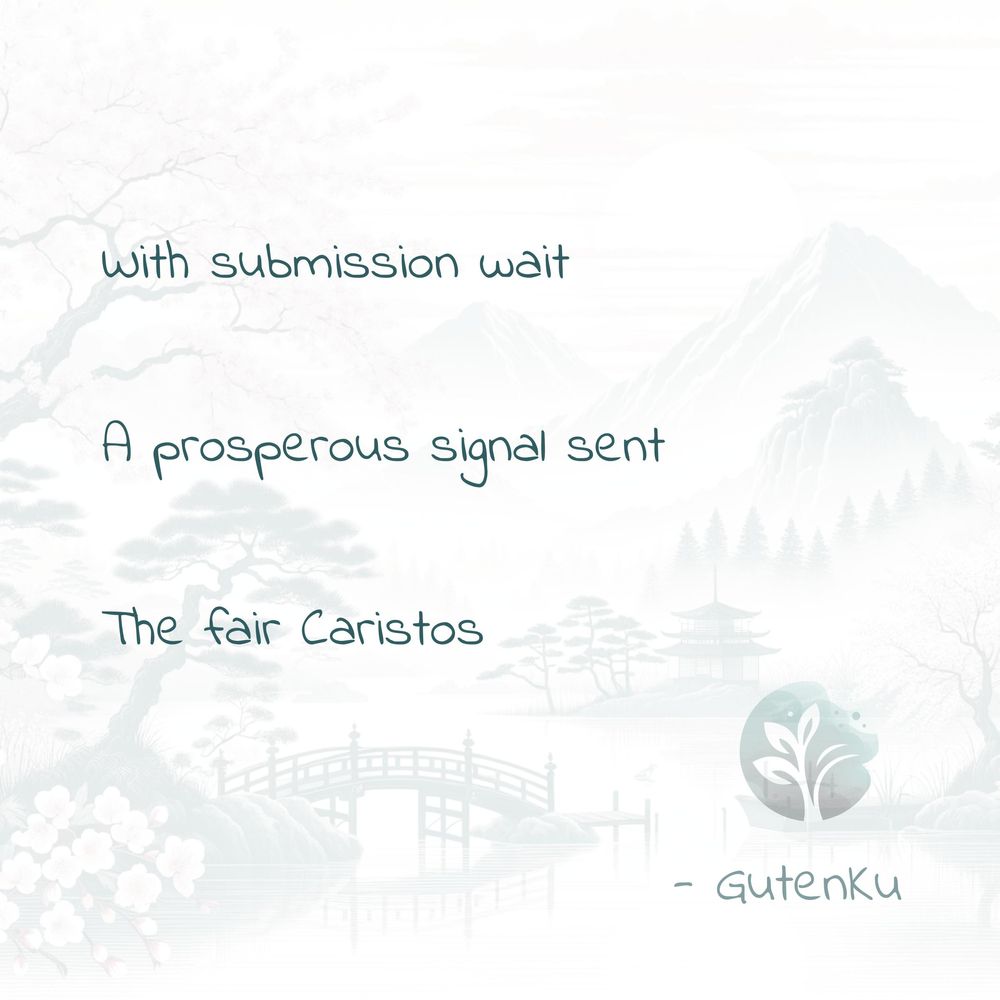 With submission wait
A prosperous signal sent
The fair Caristos
- GutenKu